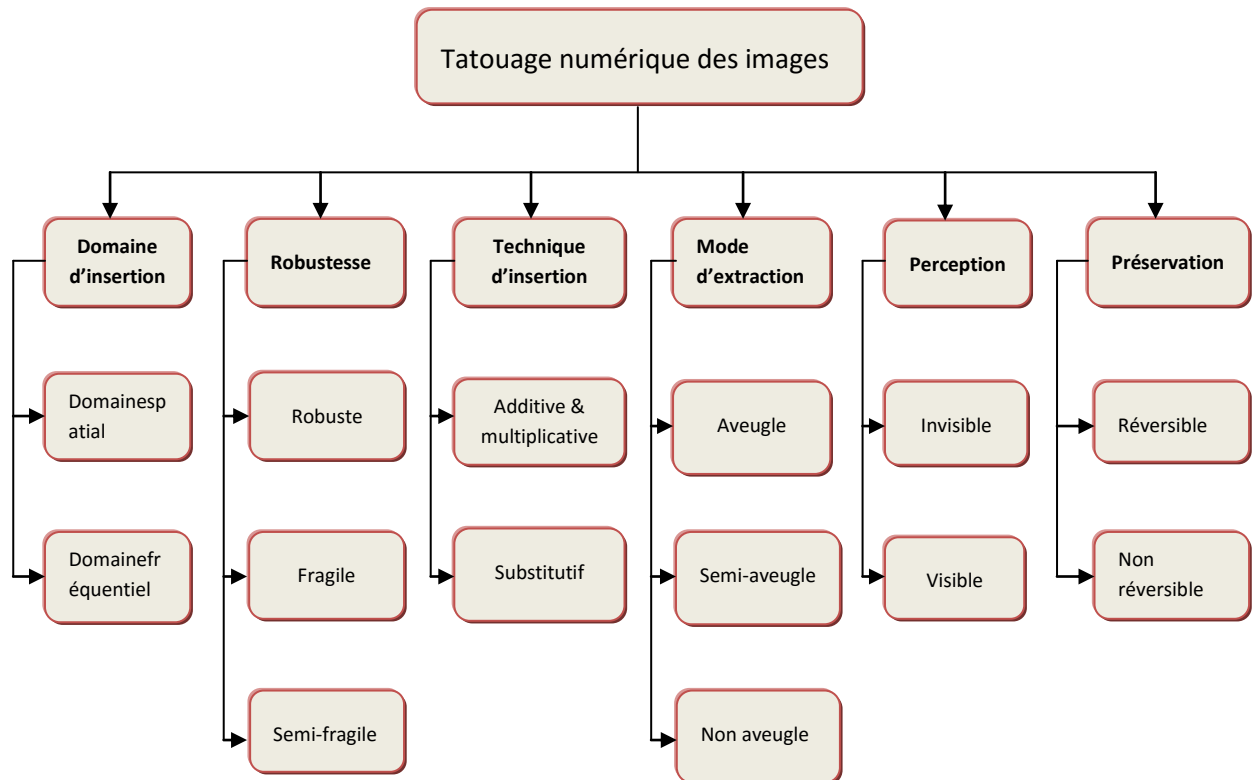 Tatouage numérique des images
Domaine
d’insertion
Robustesse
Technique
d’insertion
Mode
d’extraction
Perception
Préservation
Domainesp
atial
Robuste
Additive &
multiplicative
Aveugle
Invisible
Réversible
Domainefr
équentiel
Fragile
Substitutif
Semi-aveugle
Visible
Non
réversible
Semi-fragile
Non aveugle